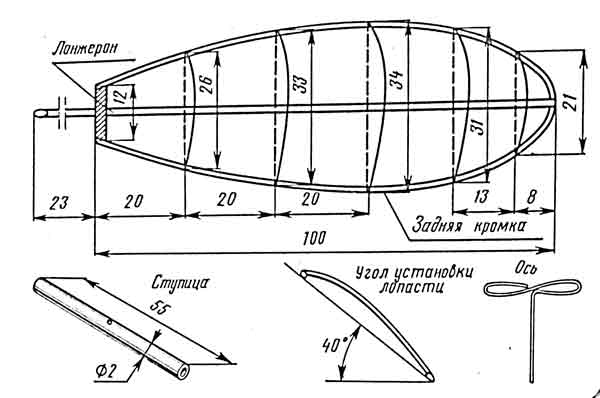 Лонжерон
12
26
33
34
31
21
23
20
20
20
13
8
Задняя кромка
100
Ступица
55
Ф2
Угол установки
лопасти
40°
Ось